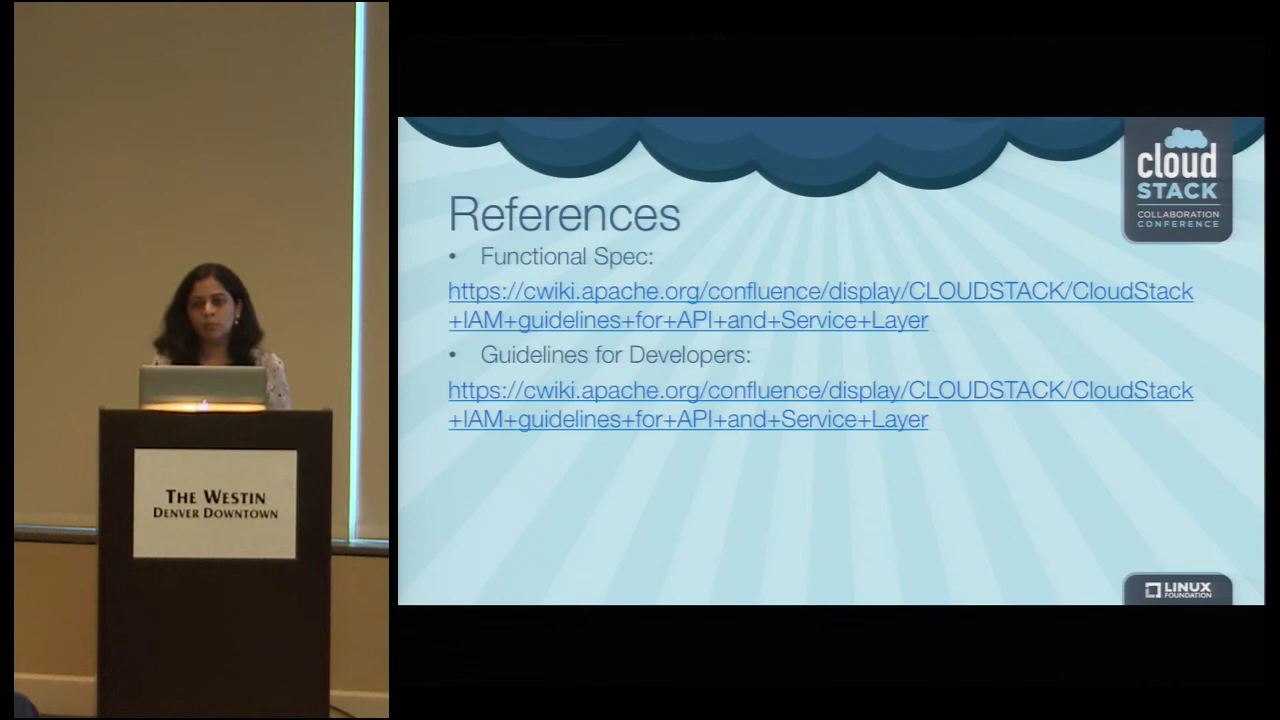 cloud
STACK
COLLABORATION
CONFERENCE
References
• Functional Spec:
https://cwiki.apache.org/confluence/display/CLOUDSTACK/CloudStack
+IAM+guidelines+for+API+and+Service+Layer
• Guidelines for Developers:
https://cwiki.apache.org/confluence/display/CLOUDSTACK/CloudStack
+IAM+guidelines+for+API+and+Service+Layer
THE WESTIN
DENVER DOWNTOWN
LINUX
FOUNDATION